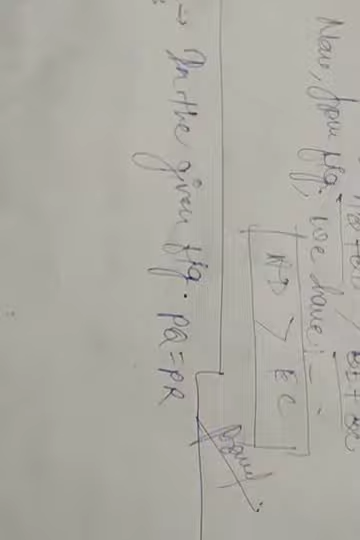 Now, from fig, we have:-
AD > EC
Proved
→ In the given fig. PQ=PR